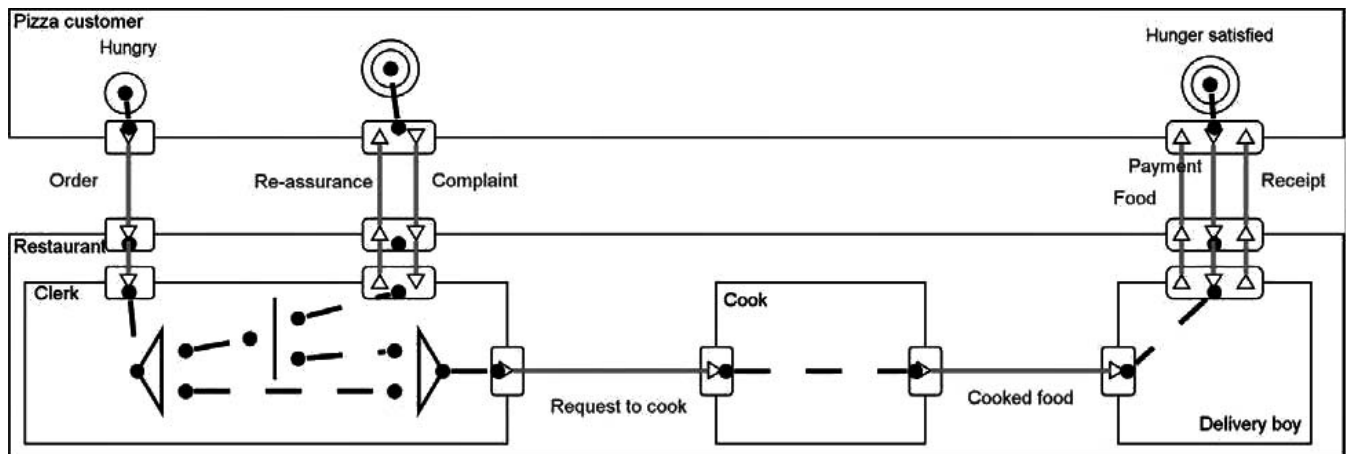 Pizza customer
Hungry
Hunger satisfied
Order
Re-assurance
Complaint
Payment
Food
Receipt
Restaurant
Clerk
Cook
Request to cook
Cooked food
Delivery boy